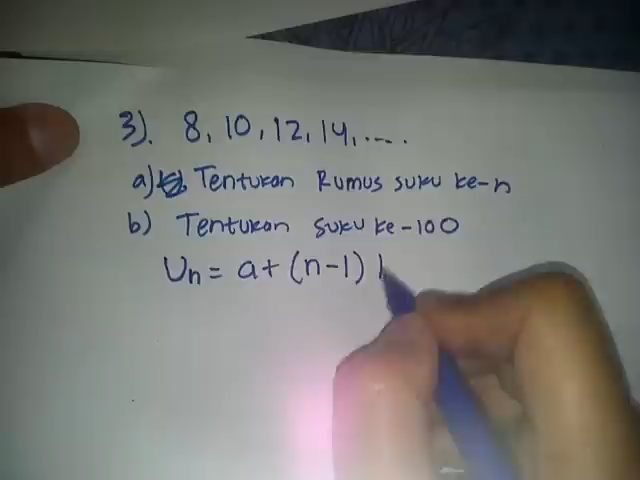 3). 8, 10, 12, 14, ....
a) Tentukan Rumus suku ke-n
b) Tentukan suku ke-100
Un = a + (n-1)